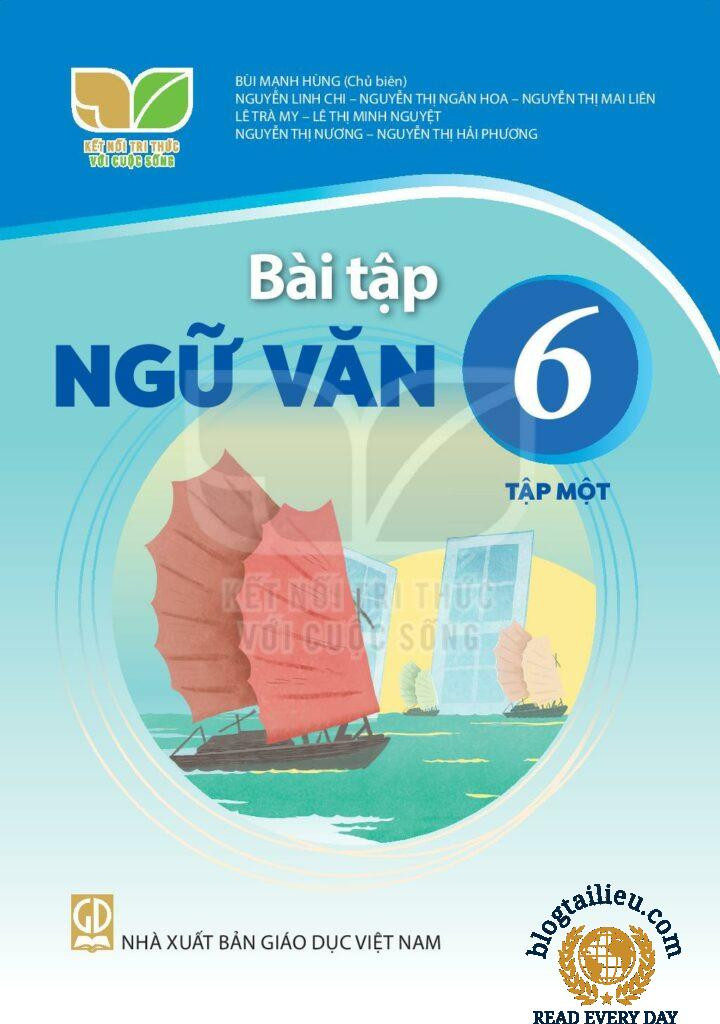 BÙI MẠNH HÙNG (Chủ biên)
NGUYỄN LINH CHI – NGUYỄN THỊ NGÂN HOA – NGUYỄN THỊ MAI LIÊN
LÊ TRÀ MY – LÊ THỊ MINH NGUYỆT
NGUYỄN THỊ NƯƠNG – NGUYỄN THỊ HẢI PHƯƠNG
KẾT NỐI TRI THỨC
VỚI CUỘC SỐNG
Bài tập
NGỮ VĂN 6
TẬP MỘT
KẾT NỐI TRI THỨC
VỚI CUỘC SỐNG
GD
NHÀ XUẤT BẢN GIÁO DỤC VIỆT NAM
blogtailieu.com
READ EVERY DAY